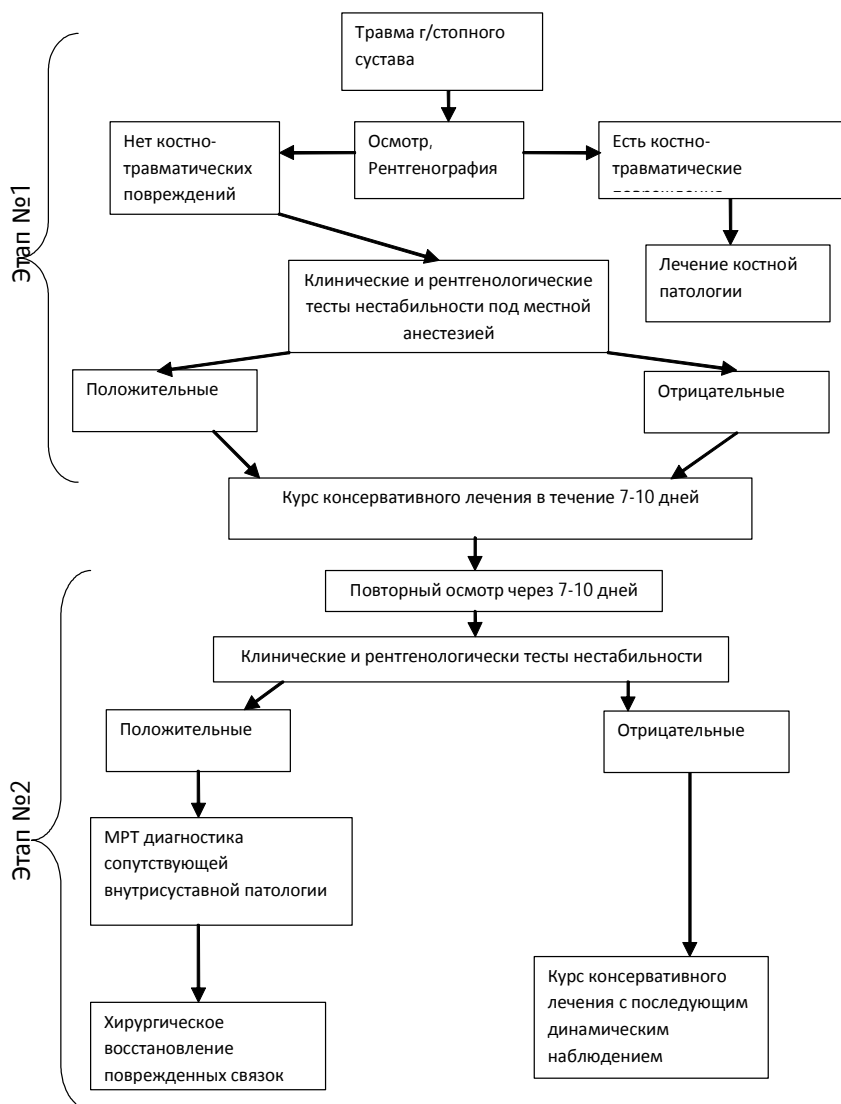 Травма г/стопного
сустава
Нет костно-
травматических
повреждений
Осмотр,
Рентгенография
Есть костно-
травматические
повреждения
Этап №1
Клинические и рентгенологические
тесты нестабильности под местной
анестезией
Лечение костной
патологии
Положительные
Отрицательные
Курс консервативного лечения в течение 7-10 дней
Повторный осмотр через 7-10 дней
Клинические и рентгенологически тесты нестабильности
Положительные
Отрицательные
Этап №2
МРТ диагностика
сопутствующей
внутрисуставной патологии
Хирургическое
восстановление
поврежденных связок
Курс консервативного
лечения с последующим
динамическим
наблюдением